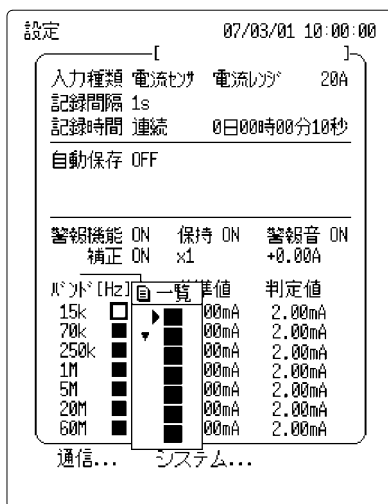 設定 07/03/01 10:00:00
[ ]
入力種類 電流センサ 電流レンジ 20A
記録間隔 1s
記録時間 連続 0日00時00分10秒
自動保存 OFF
警報機能 ON 保持 ON 警報音 ON
補正 ON x1 +0.00A
バンド[Hz] 一覧 準値 判定値
15k 00mA 2.00mA
70k 00mA 2.00mA
250k 00mA 2.00mA
1M 00mA 2.00mA
5M 00mA 2.00mA
20M 00mA 2.00mA
60M 00mA 2.00mA
通信... システム...